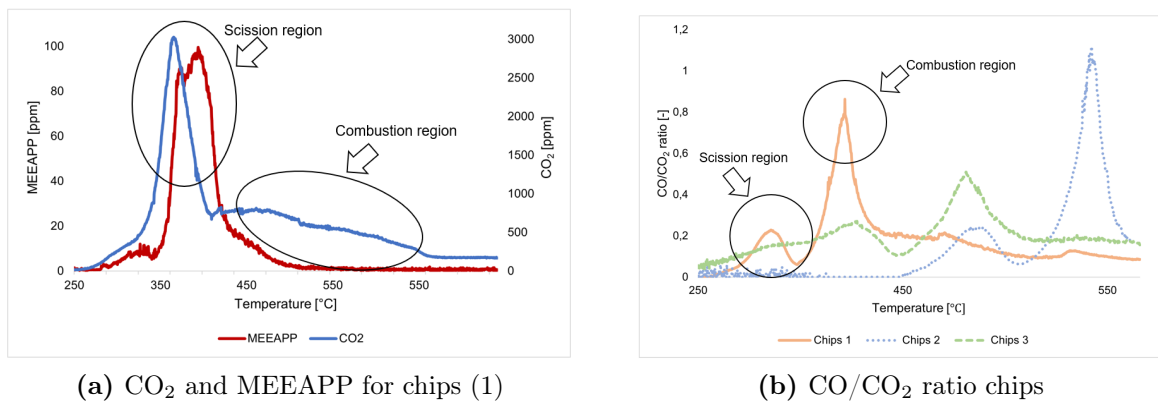 Scission region
100
80
60
40
20
0
MEEAPP [ppm]
3000
2500
2000
1500
1000
500
0
CO₂ [ppm]
Combustion region
250
350
450
550
550
Temperature [°C]
MEEAPP
CO2
(a) CO₂ and MEEAPP for chips (1)
1,2
1
0,8
0,6
0,4
0,2
0
CO/CO₂ ratio [-]
Combustion region
Scission region
250
450
550
Temperature [℃]
Chips 1
Chips 2
Chips 3
(b) CO/CO₂ ratio chips